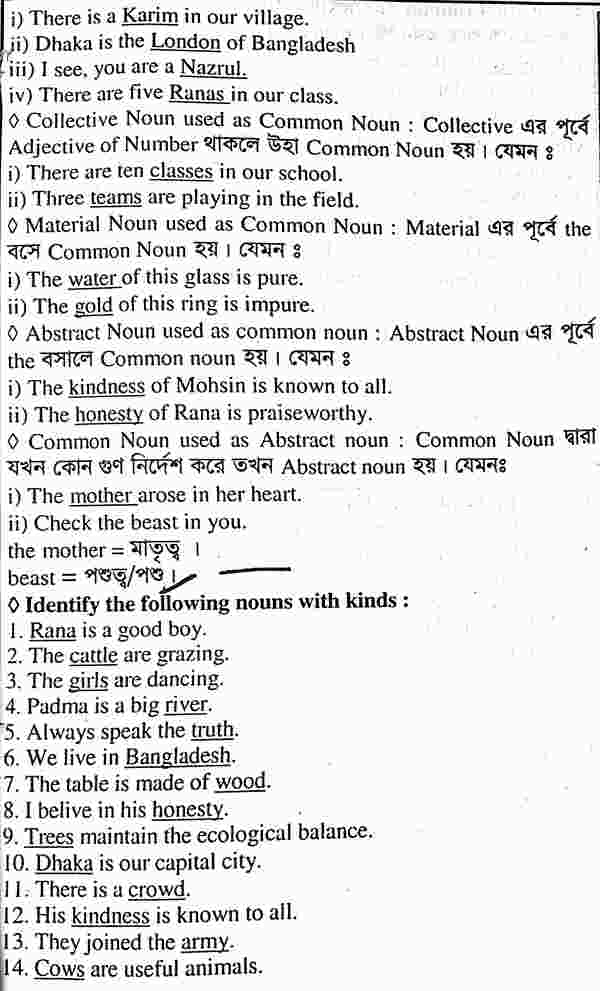 i) There is a Karim in our village.
ii) Dhaka is the London of Bangladesh
iii) I see, you are a Nazrul.
iv) There are five Ranas in our class.
◊ Collective Noun used as Common Noun : Collective এর পূর্বে
Adjective of Number থাকলে উহা Common Noun হয়। যেমন ঃ
i) There are ten classes in our school.
ii) Three teams are playing in the field.
◊ Material Noun used as Common Noun : Material এর পূর্বে the
বসে Common Noun হয়। যেমন ঃ
i) The water of this glass is pure.
ii) The gold of this ring is impure.
◊ Abstract Noun used as common noun : Abstract Noun এর পূর্বে
the বসালে Common noun হয়। যেমন ঃ
i) The kindness of Mohsin is known to all.
ii) The honesty of Rana is praiseworthy.
◊ Common Noun used as Abstract noun : Common Noun দ্বারা
যখন কোন গুণ নির্দেশ করে তখন Abstract noun হয়। যেমনঃ
i) The mother arose in her heart.
ii) Check the beast in you.
the mother = মাতৃত্ব ।
beast = পশুত্ব/পশু।
◊ Identify the following nouns with kinds :
1. Rana is a good boy.
2. The cattle are grazing.
3. The girls are dancing.
4. Padma is a big river.
5. Always speak the truth.
6. We live in Bangladesh.
7. The table is made of wood.
8. I belive in his honesty.
9. Trees maintain the ecological balance.
10. Dhaka is our capital city.
11. There is a crowd.
12. His kindness is known to all.
13. They joined the army.
14. Cows are useful animals.